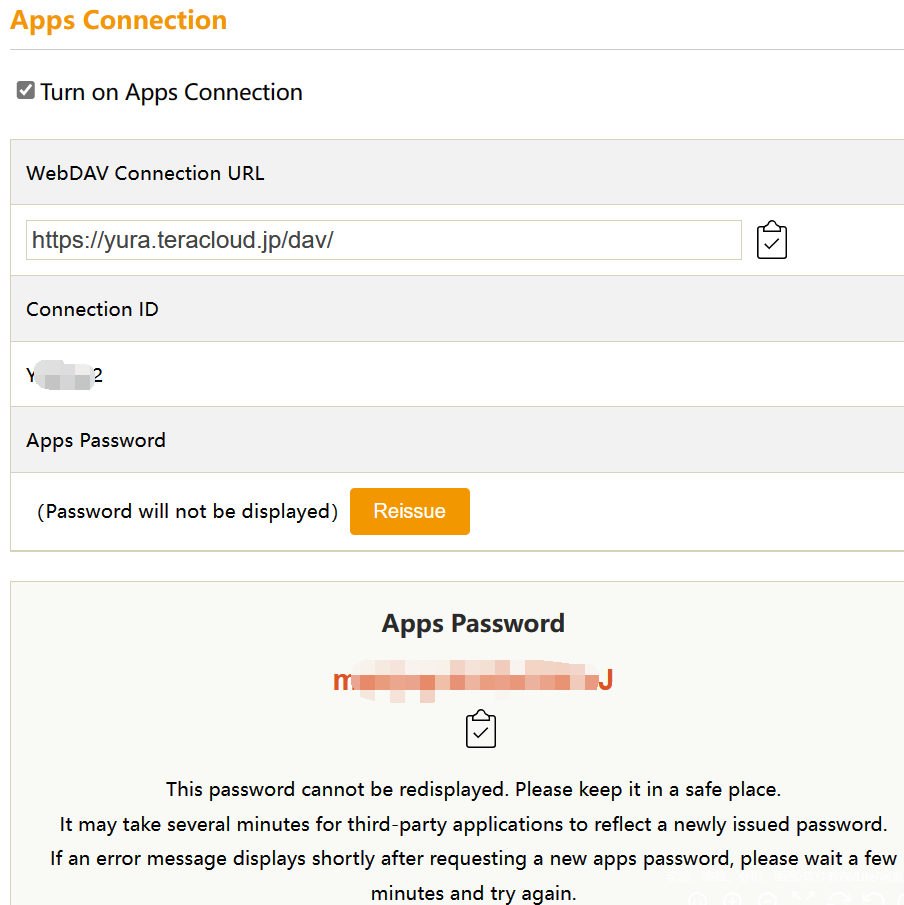 Apps Connection
Turn on Apps Connection
WebDAV Connection URL
https://yura.teracloud.jp/dav/
Connection ID
Apps Password
(Password will not be displayed) Reissue
Apps Password
This password cannot be redisplayed. Please keep it in a safe place.
It may take several minutes for third-party applications to reflect a newly issued password.
If an error message displays shortly after requesting a new apps password, please wait a few
minutes and try again.